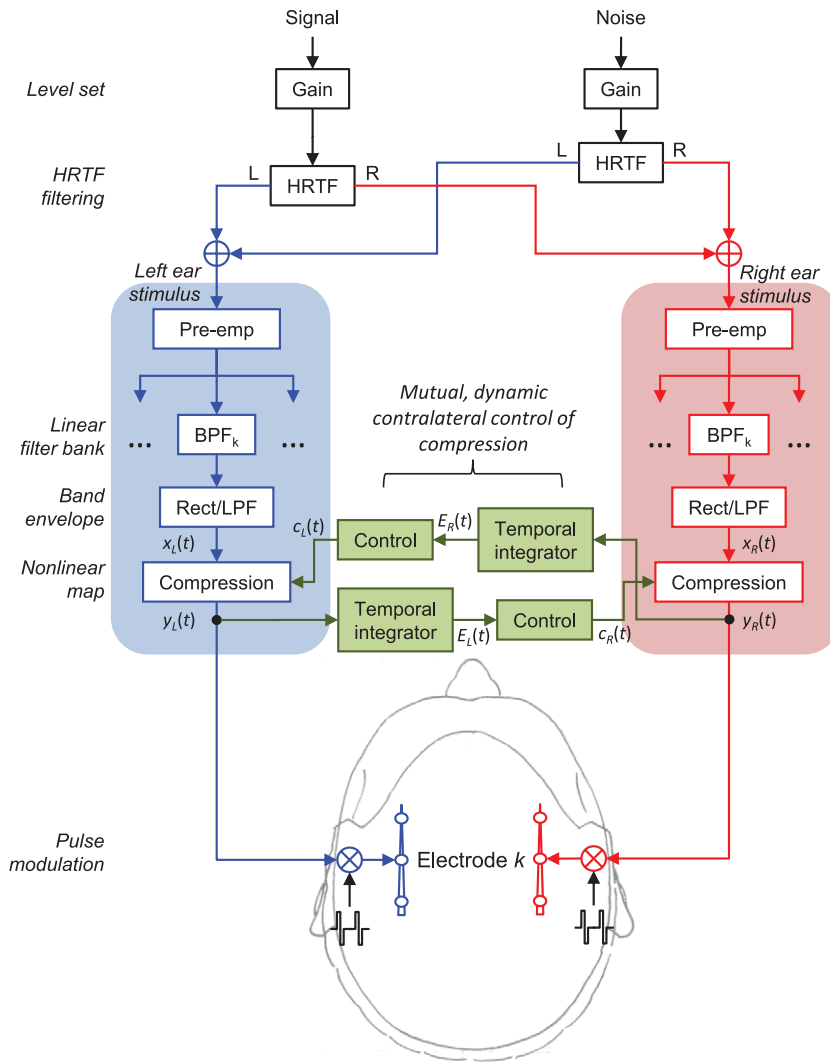 Signal
Noise
Level set
Gain
Gain
HRTF
filtering
L
HRTF
R
L
HRTF
R
Left ear
stimulus
Right ear
stimulus
Pre-emp
Pre-emp
Mutual, dynamic
contralateral control of
compression
Linear
filter bank
...
BPFk
...
...
BPFk
...
Band
envelope
Rect/LPF
Rect/LPF
xL(t)
cL(t)
Control
ER(t)
Temporal
integrator
xR(t)
Nonlinear
map
Compression
Compression
yL(t)
Temporal
integrator
EL(t)
Control
cR(t)
yR(t)
Pulse
modulation
Electrode k